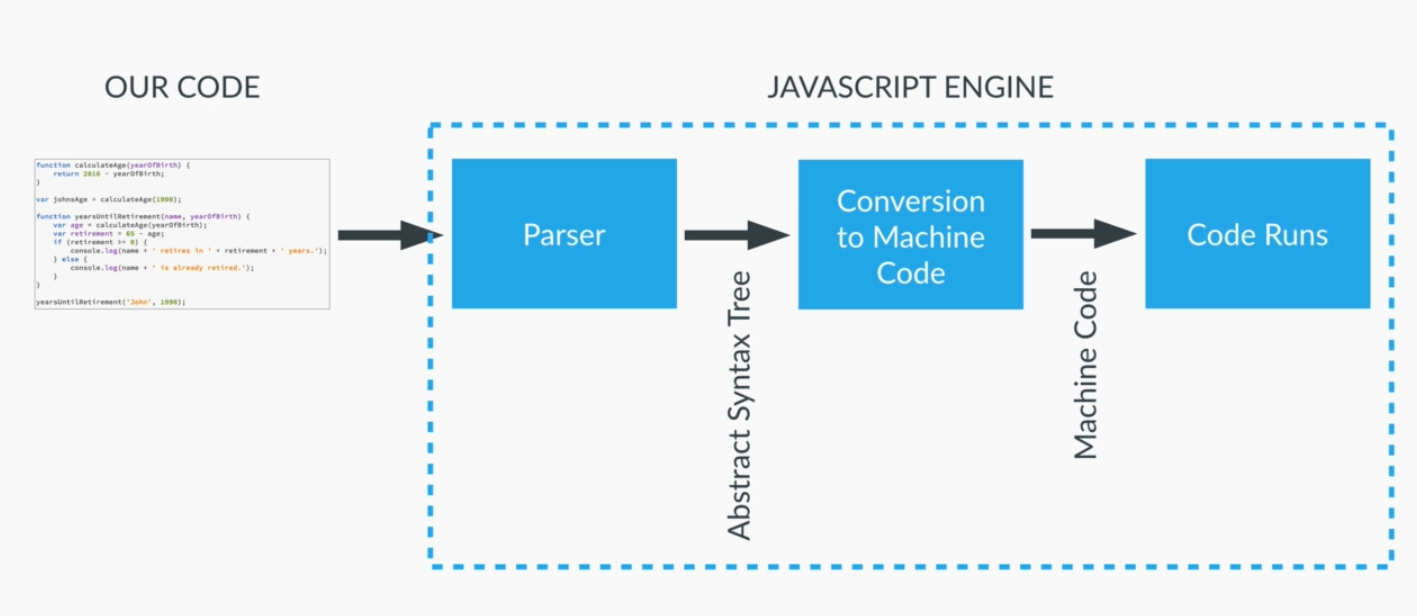 OUR CODE
JAVASCRIPT ENGINE
function calculateAge(yearOfBirth) {
return 2016 - yearOfBirth;
}
var johnsAge = calculateAge(1990);
function yearsUntilRetirement(name, yearOfBirth) {
var age = calculateAge(yearOfBirth);
var retirement = 65 - age;
if (retirement >= 0) {
console.log(name + ' retires in ' + retirement + ' years.');
} else {
console.log(name + ' is already retired.');
}
}
yearsUntilRetirement('John', 1990);
Parser
Abstract Syntax Tree
Conversion
to Machine
Code
Machine Code
Code Runs